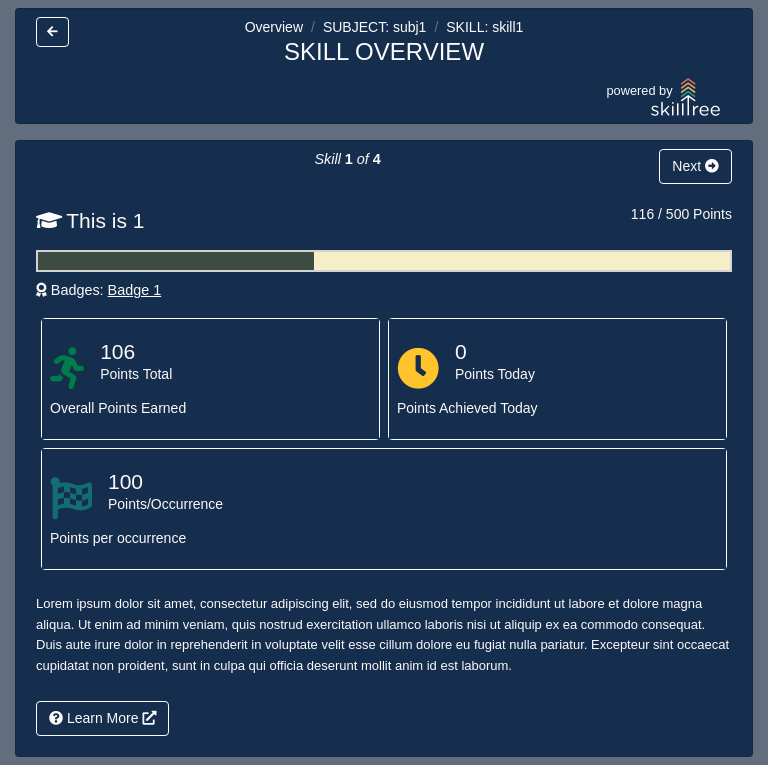 Overview / SUBJECT: subj1 / SKILL: skill1
SKILL OVERVIEW
powered by
skilltree
Skill 1 of 4
Next
This is 1
116 / 500 Points
Badges: Badge 1
106
Points Total
Overall Points Earned
0
Points Today
Points Achieved Today
100
Points/Occurrence
Points per occurrence
Lorem ipsum dolor sit amet, consectetur adipiscing elit, sed do eiusmod tempor incididunt ut labore et dolore magna
aliqua. Ut enim ad minim veniam, quis nostrud exercitation ullamco laboris nisi ut aliquip ex ea commodo consequat.
Duis aute irure dolor in reprehenderit in voluptate velit esse cillum dolore eu fugiat nulla pariatur. Excepteur sint occaecat
cupidatat non proident, sunt in culpa qui officia deserunt mollit anim id est laborum.
Learn More